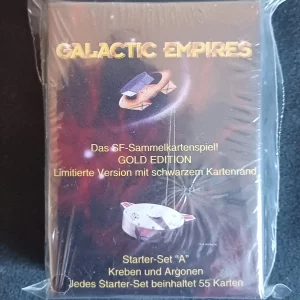 GALACTIC EMPIRES
Das SF-Sammelkartenspiel!
GOLD EDITION
Limitierte Version mit schwarzem Kartenrand
Starter-Set "A"
Kreben und Argonen
Jedes Starter-Set beinhaltet 55 Karten